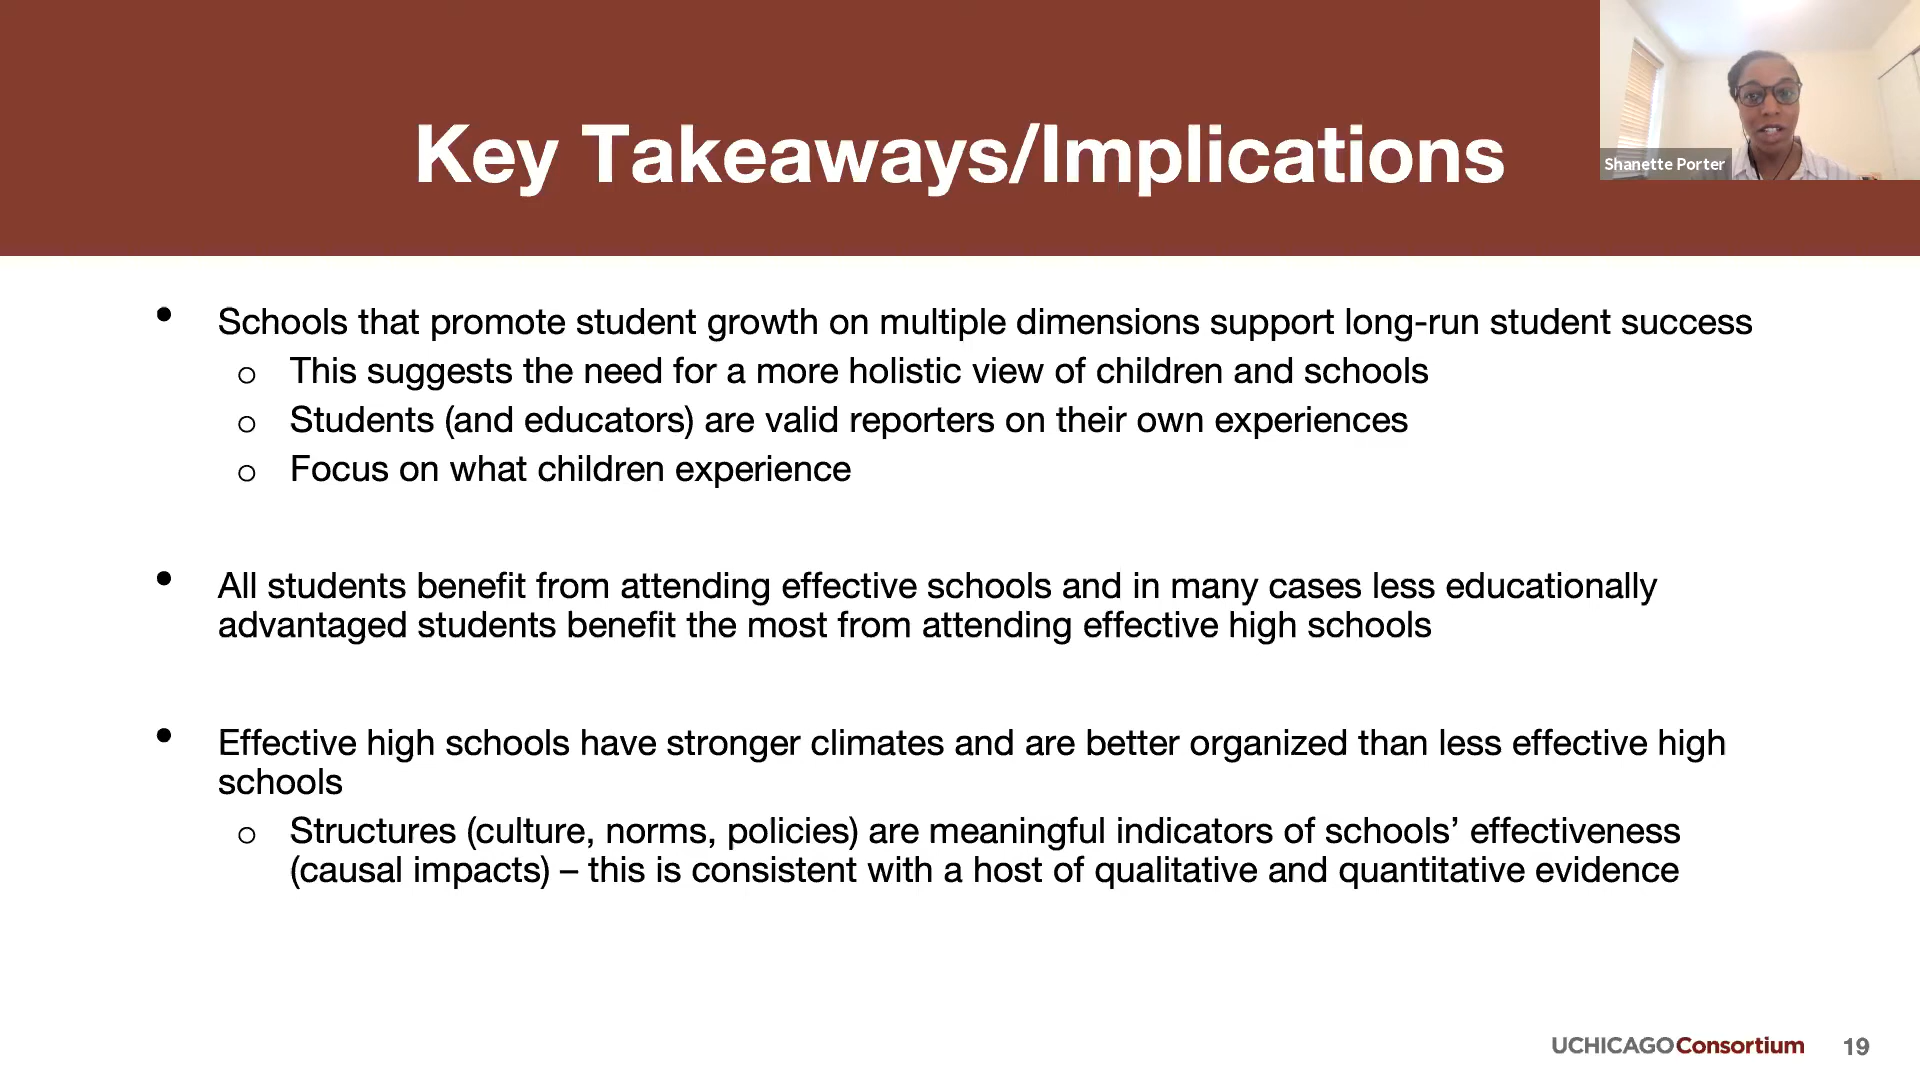 Key Takeaways/Implications
Shanette Porter
• Schools that promote student growth on multiple dimensions support long-run student success
o This suggests the need for a more holistic view of children and schools
o Students (and educators) are valid reporters on their own experiences
o Focus on what children experience
• All students benefit from attending effective schools and in many cases less educationally
advantaged students benefit the most from attending effective high schools
• Effective high schools have stronger climates and are better organized than less effective high
schools
o Structures (culture, norms, policies) are meaningful indicators of schools’ effectiveness
(causal impacts) – this is consistent with a host of qualitative and quantitative evidence
UCHICAGOConsortium 19